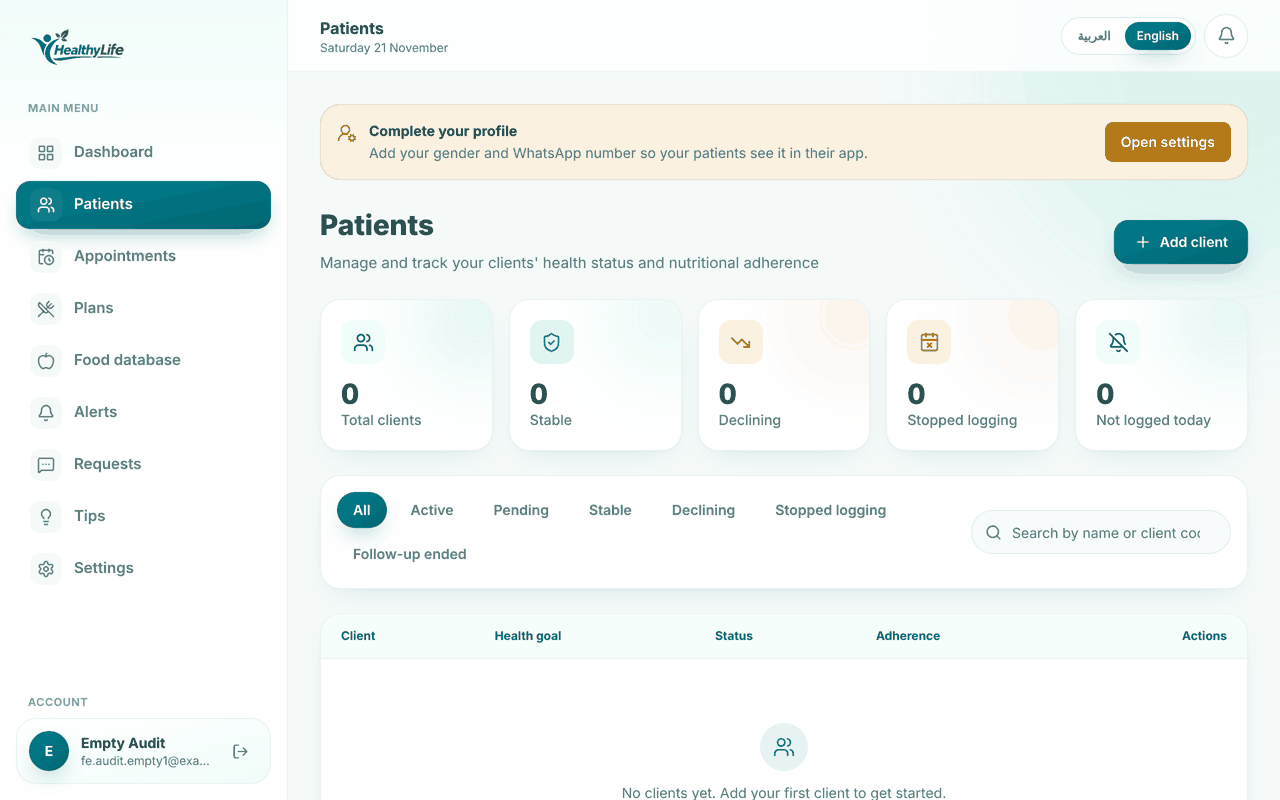 HealthyLife
MAIN MENU
Dashboard
Patients
Appointments
Plans
Food database
Alerts
Requests
Tips
Settings
ACCOUNT
E
Empty Audit
fe.audit.empty1@exa...
Patients
Saturday 21 November
العربية
English
Complete your profile
Add your gender and WhatsApp number so your patients see it in their app.
Open settings
Patients
Manage and track your clients' health status and nutritional adherence
Add client
0
Total clients
0
Stable
0
Declining
0
Stopped logging
0
Not logged today
All Active Pending Stable Declining Stopped logging
Follow-up ended
Search by name or client coc
Client Health goal Status Adherence Actions
No clients yet. Add your first client to get started.